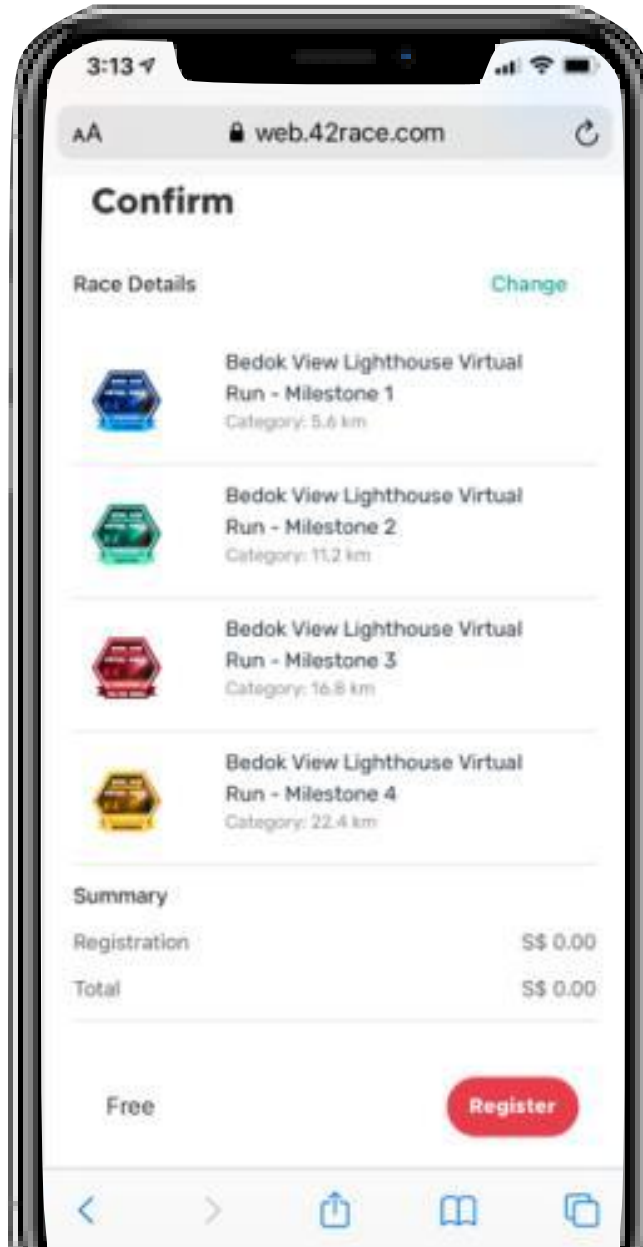 3:13
AA web.42race.com
Confirm
Race Details Change
Bedok View Lighthouse Virtual
Run - Milestone 1
Category: 5.6 km
Bedok View Lighthouse Virtual
Run - Milestone 2
Category: 11.2 km
Bedok View Lighthouse Virtual
Run - Milestone 3
Category: 16.8 km
Bedok View Lighthouse Virtual
Run - Milestone 4
Category: 22.4 km
Summary
Registration S$ 0.00
Total S$ 0.00
Free Register